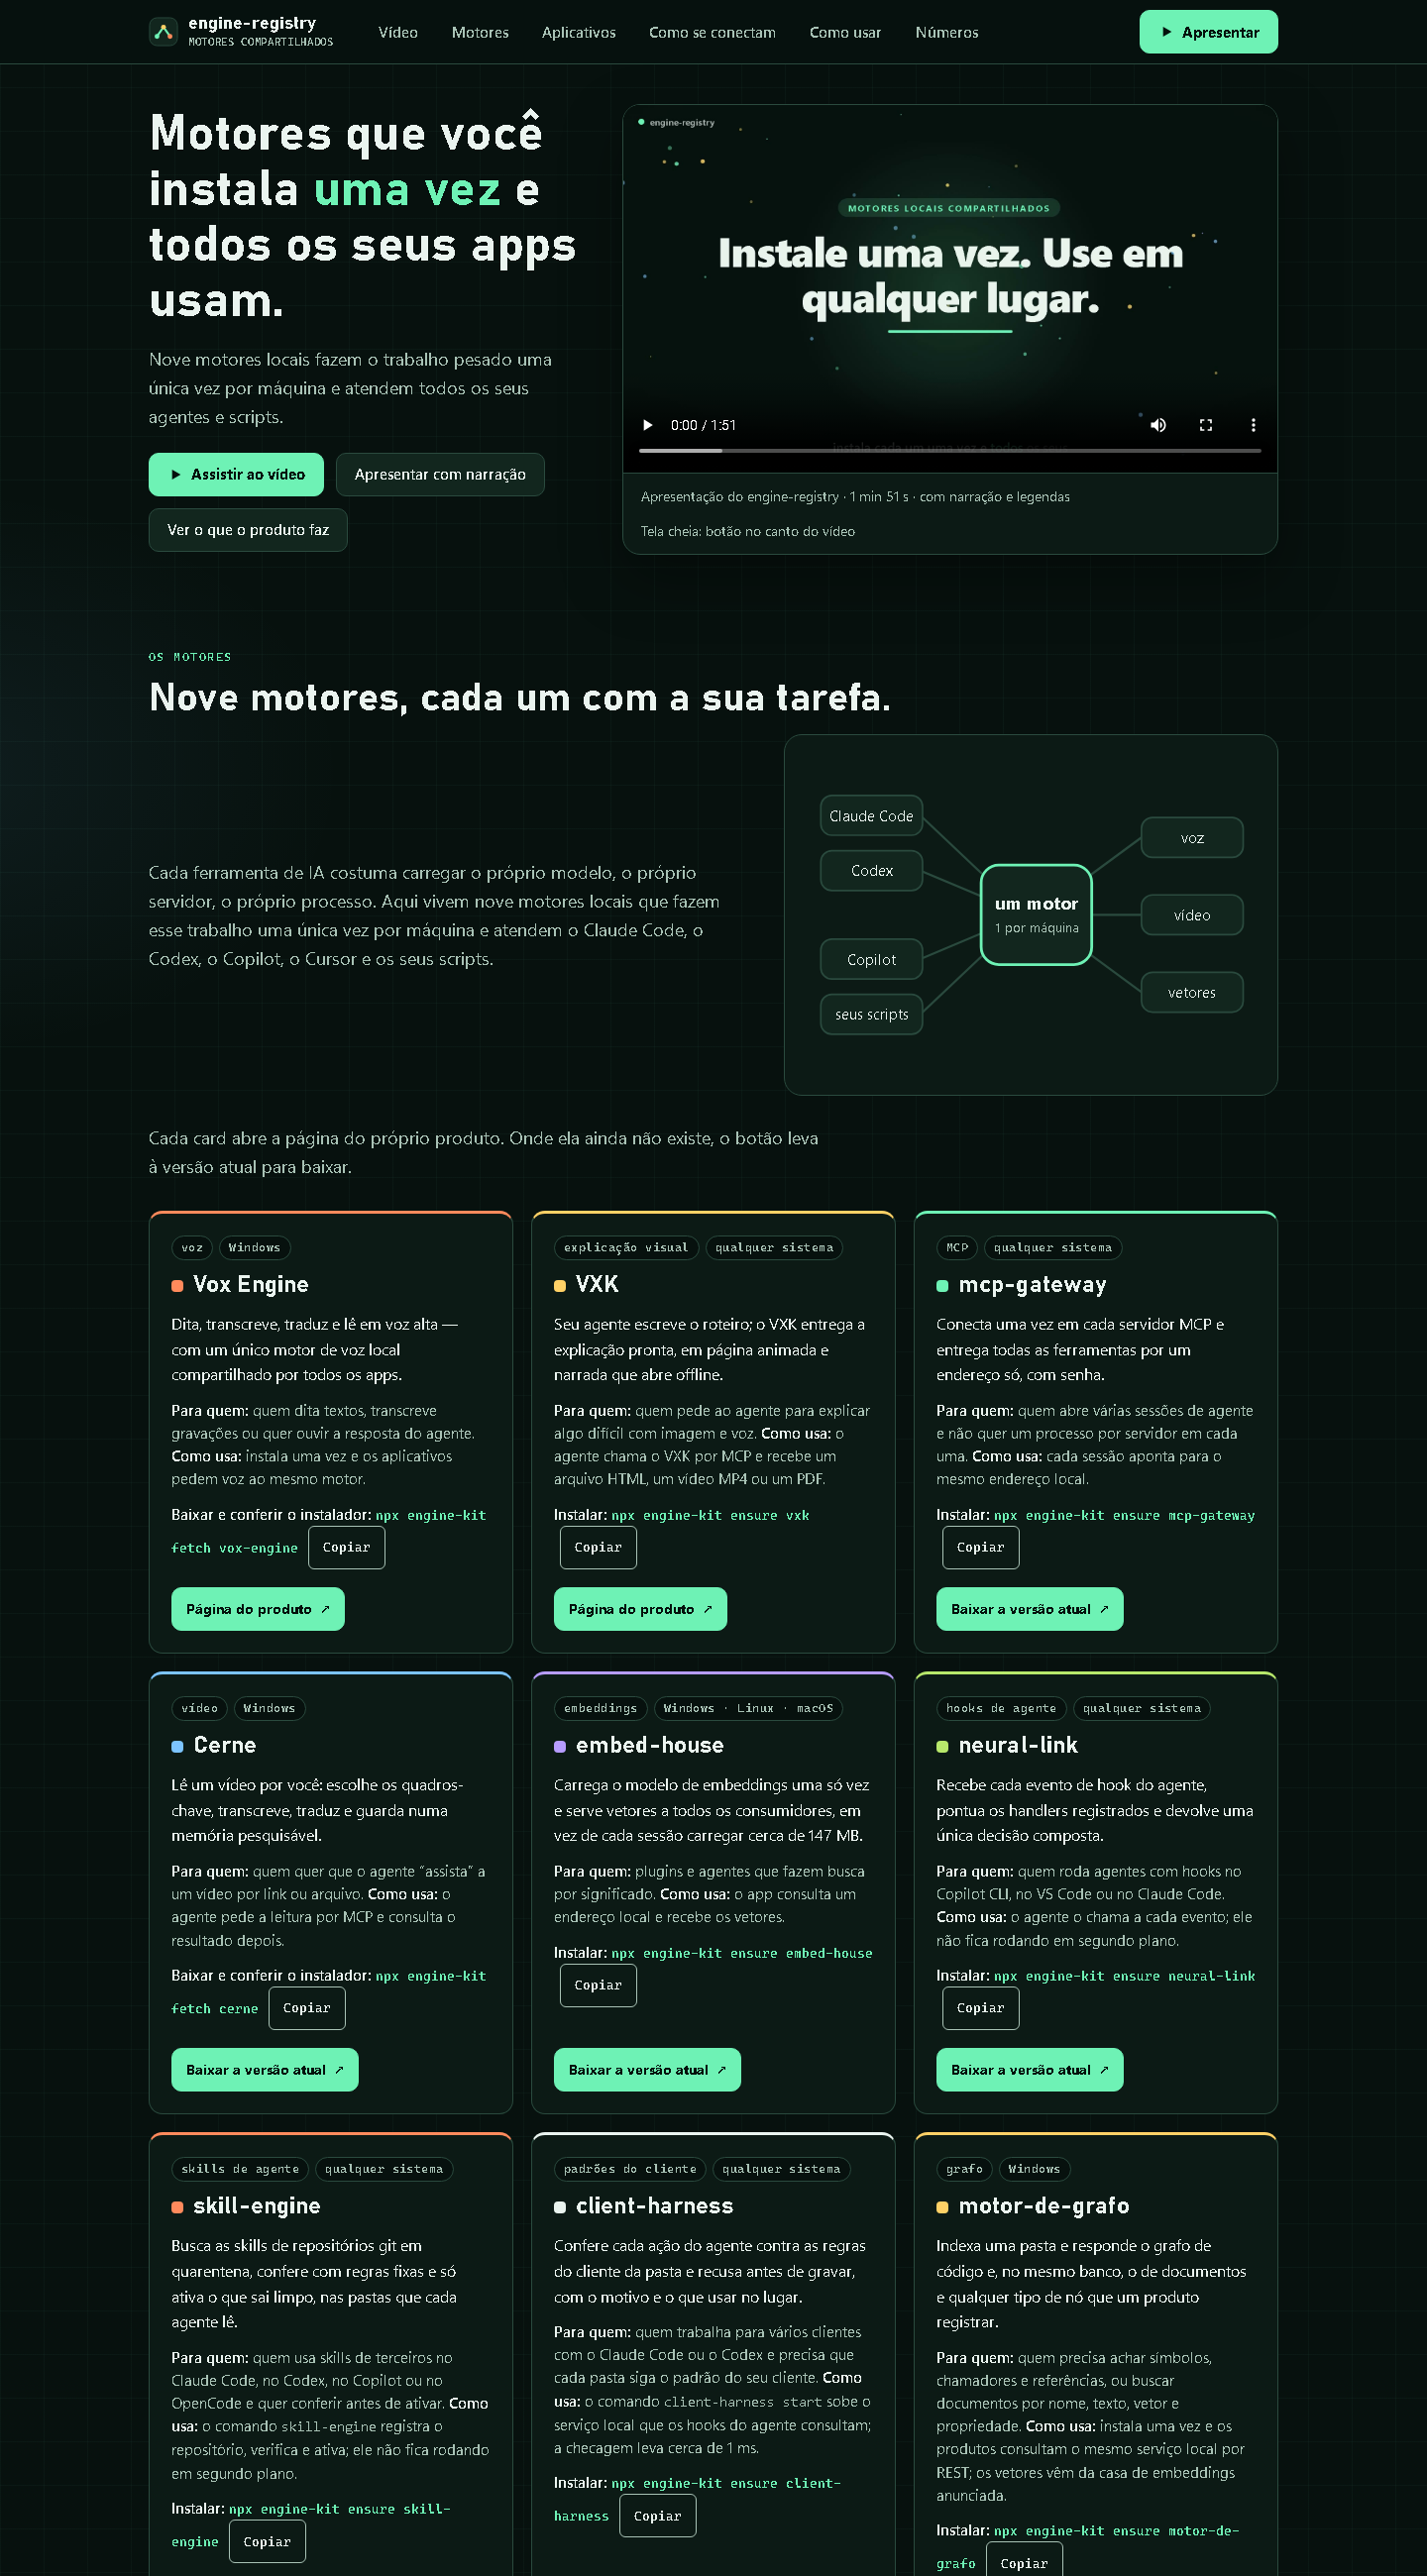 engine-registry
MOTORES COMPARTILHADOS
Vídeo
Motores
Aplicativos
Como se conectam
Como usar
Números
Apresentar
Motores que você
instala uma vez e
todos os seus apps
usam.
Nove motores locais fazem o trabalho pesado uma
única vez por máquina e atendem todos os seus
agentes e scripts.
Assistir ao vídeo
Apresentar com narração
Ver o que o produto faz
engine-registry
MOTORES LOCAIS COMPARTILHADOS
Instale uma vez. Use em
qualquer lugar.
0:00 / 1:51
Instala cada um uma vez e todos os seus
Apresentação do engine-registry · 1 min 51 s · com narração e legendas
Tela cheia: botão no canto do vídeo
OS MOTORES
Nove motores, cada um com a sua tarefa.
Cada ferramenta de IA costuma carregar o próprio modelo, o próprio
servidor, o próprio processo. Aqui vivem nove motores locais que fazem
esse trabalho uma única vez por máquina e atendem o Claude Code, o
Codex, o Copilot, o Cursor e os seus scripts.
Claude Code
Codex
Copilot
seus scripts
um motor
1 por máquina
voz
vídeo
vetores
Cada card abre a página do próprio produto. Onde ela ainda não existe, o botão leva
à versão atual para baixar.
voz
Windows
Vox Engine
Dita, transcreve, traduz e lê em voz alta —
com um único motor de voz local
compartilhado por todos os apps.
Para quem: quem dita textos, transcreve
gravações ou quer ouvir a resposta do agente.
Como usa: instala uma vez e os aplicativos
pedem voz ao mesmo motor.
Baixar e conferir o instalador: npx engine-kit
fetch vox-engine Copiar
Página do produto ↗
explicação visual
qualquer sistema
VXK
Seu agente escreve o roteiro; o VXK entrega a
explicação pronta, em página animada e
narrada que abre offline.
Para quem: quem pede ao agente para explicar
algo difícil com imagem e voz. Como usa: o
agente chama o VXK por MCP e recebe um
arquivo HTML, um vídeo MP4 ou um PDF.
Instalar: npx engine-kit ensure vxk
Copiar
Página do produto ↗
MCP
qualquer sistema
mcp-gateway
Conecta uma vez em cada servidor MCP e
entrega todas as ferramentas por um
endereço só, com senha.
Para quem: quem abre várias sessões de agente
e não quer um processo por servidor em cada
uma. Como usa: cada sessão aponta para o
mesmo endereço local.
Instalar: npx engine-kit ensure mcp-gateway
Copiar
Baixar a versão atual ↗
vídeo
Windows
Cerne
Lê um vídeo por você: escolhe os quadros-
chave, transcreve, traduz e guarda numa
memória pesquisável.
Para quem: quem quer que o agente “assista” a
um vídeo por link ou arquivo. Como usa: o
agente pede a leitura por MCP e consulta o
resultado depois.
Baixar e conferir o instalador: npx engine-kit
fetch cerne Copiar
Baixar a versão atual ↗
embeddings
Windows · Linux · macOS
embed-house
Carrega o modelo de embeddings uma só vez
e serve vetores a todos os consumidores, em
vez de cada sessão carregar cerca de 147 MB.
Para quem: plugins e agentes que fazem busca
por significado. Como usa: o app consulta um
endereço local e recebe os vetores.
Instalar: npx engine-kit ensure embed-house
Copiar
Baixar a versão atual ↗
hooks de agente
qualquer sistema
neural-link
Recebe cada evento de hook do agente,
pontua os handlers registrados e devolve uma
única decisão composta.
Para quem: quem roda agentes com hooks no
Copilot CLI, no VS Code ou no Claude Code.
Como usa: o agente o chama a cada evento; ele
não fica rodando em segundo plano.
Instalar: npx engine-kit ensure neural-link
Copiar
Baixar a versão atual ↗
skills de agente
qualquer sistema
skill-engine
Busca as skills de repositórios git em
quarentena, confere com regras fixas e só
ativa o que sai limpo, nas pastas que cada
agente lê.
Para quem: quem usa skills de terceiros no
Claude Code, no Codex, no Copilot ou no
OpenCode e quer conferir antes de ativar. Como
usa: o comando skill-engine registra o
repositório, verifica e ativa; ele não fica rodando
em segundo plano.
Instalar: npx engine-kit ensure skill-
engine Copiar
padrões do cliente
qualquer sistema
client-harness
Confere cada ação do agente contra as regras
do cliente da pasta e recusa antes de gravar,
com o motivo e o que usar no lugar.
Para quem: quem trabalha para vários clientes
com o Claude Code ou o Codex e precisa que
cada pasta siga o padrão do seu cliente. Como
usa: o comando client-harness start sobe o
serviço local que os hooks do agente consultam;
a checagem leva cerca de 1 ms.
Instalar: npx engine-kit ensure client-
harness Copiar
grafo
Windows
motor-de-grafo
Indexa uma pasta e responde o grafo de
código e, no mesmo banco, o de documentos
e qualquer tipo de nó que um produto
registrar.
Para quem: quem precisa achar símbolos,
chamadores e referências, ou buscar
documentos por nome, texto, vetor e
propriedade. Como usa: instala uma vez e os
produtos consultam o mesmo serviço local por
REST; os vetores vêm da casa de embeddings
anunciada.
Instalar: npx engine-kit ensure motor-de-
grafo Copiar